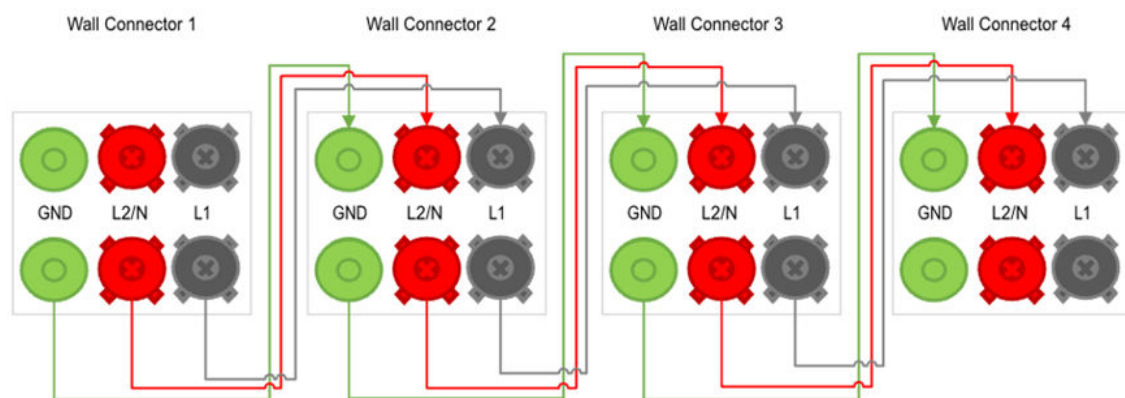 Wall Connector 1 Wall Connector 2 Wall Connector 3 Wall Connector 4
GND L2/N L1 GND L2/N L1 GND L2/N L1 GND L2/N L1